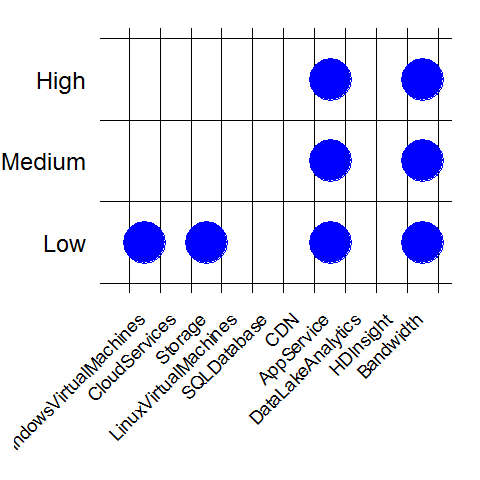 High
Medium
Low
ndowsVirtualMachines
CloudServices
Storage
LinuxVirtualMachines
SQLDatabase
CDN
AppService
DataLakeAnalytics
HDInsight
Bandwidth